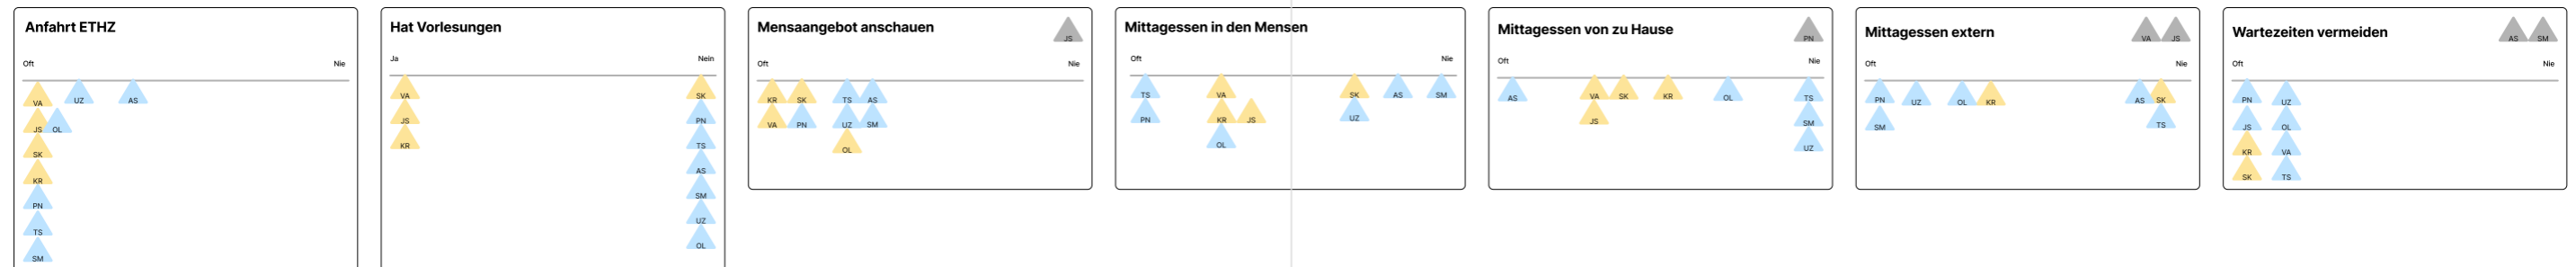 Anfahrt ETHZ
Oft Nie
VA UZ AS
JS OL
SK
KR
PN
TS
SM
Hat Vorlesungen
Ja Nein
VA SK
JS PN
KR TS
AS
SM
UZ
OL
Mensaangebot anschauen JS
Oft Nie
KR SK TS AS
VA PN UZ SM
OL
Mittagessen in den Mensen
Oft Nie
TS VA SK AS SM
PN KR JS UZ
OL
Mittagessen von zu Hause PN
Oft Nie
AS VA SK KR OL TS
JS SM
UZ
Mittagessen extern VA JS
Oft Nie
PN UZ OL KR AS SK
SM TS
Wartezeiten vermeiden AS SM
Oft Nie
PN UZ
JS OL
KR VA
SK TS